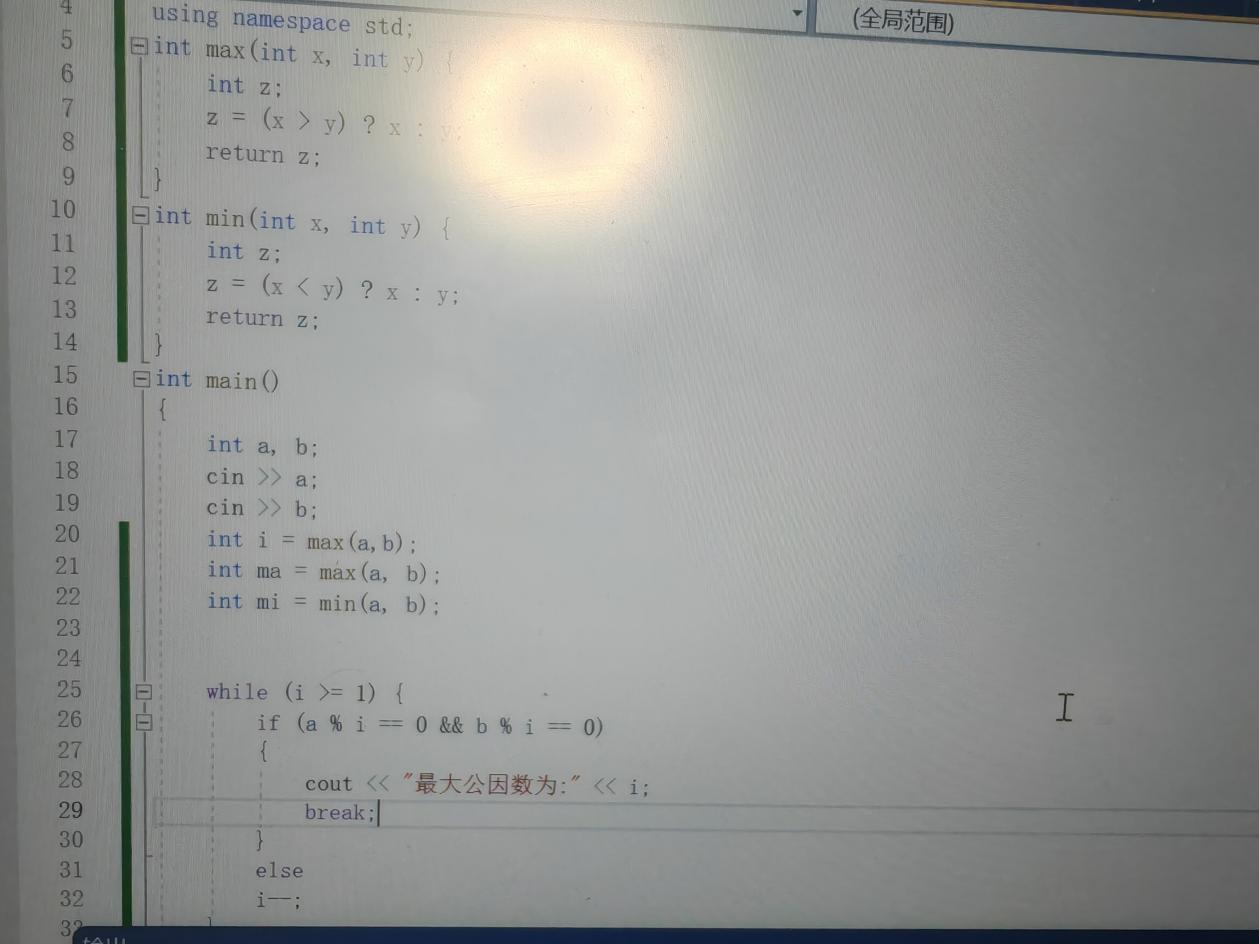 (全局范围)
4 using namespace std;
5 int max(int x, int y) {
6 int z;
7 z = (x > y) ? x : y;
8 return z;
9 }
10 int min(int x, int y) {
11 int z;
12 z = (x < y) ? x : y;
13 return z;
14 }
15 int main()
16 {
17 int a, b;
18 cin >> a;
19 cin >> b;
20 int i = max(a,b);
21 int ma = max(a, b);
22 int mi = min(a, b);
23
24
25 while (i >= 1) {
26 if (a % i == 0 && b % i == 0)
27 {
28 cout << "最大公因数为:" << i;
29 break;
30 }
31 else
32 i--;
33 }
输出